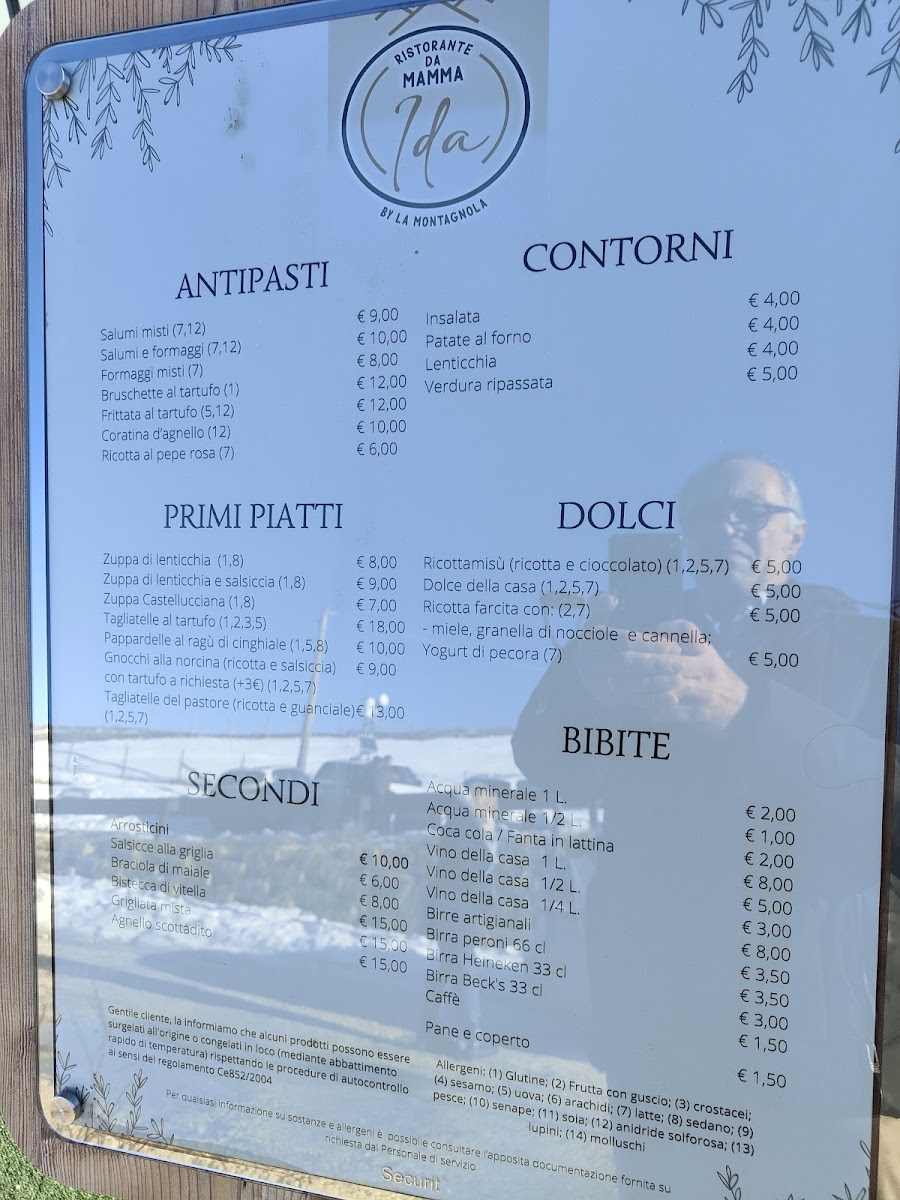 RISTORANTE
DA
MAMMA
Ida
BY LA MONTAGNOLA
ANTIPASTI
Salumi misti (7,12) € 9,00
Salumi e formaggi (7,12) € 10,00
Formaggi misti (7) € 8,00
Bruschette al tartufo (1) € 12,00
Frittata al tartufo (5,12) € 12,00
Coratina d'agnello (12) € 10,00
Ricotta al pepe rosa (7) € 6,00
CONTORNI
Insalata € 4,00
Patate al forno € 4,00
Lenticchia € 4,00
Verdura ripassata € 5,00
PRIMI PIATTI
Zuppa di lenticchia (1,8) € 8,00
Zuppa di lenticchia e salsiccia (1,8) € 9,00
Zuppa Castellucciana (1,8) € 7,00
Tagliatelle al tartufo (1,2,3,5) € 18,00
Pappardelle al ragù di cinghiale (1,5,8) € 10,00
Gnocchi alla norcina (ricotta e salsiccia) € 9,00
con tartufo a richiesta (+3€) (1,2,5,7)
Tagliatelle del pastore (ricotta e guanciale) € 13,00
(1,2,5,7)
DOLCI
Ricottamisù (ricotta e cioccolato) (1,2,5,7) € 5,00
Dolce della casa (1,2,5,7) € 5,00
Ricotta farcita con: (2,7) € 5,00
- miele, granella di nocciole e cannella;
Yogurt di pecora (7) € 5,00
SECONDI
Arrosticini € 10,00
Salsicce alla griglia € 6,00
Braciola di maiale € 8,00
Bistecca di vitella € 15,00
Grigliata mista € 15,00
Agnello scottadito € 15,00
BIBITE
Acqua minerale 1 L. € 2,00
Acqua minerale 1/2 L. € 1,00
Coca cola / Fanta in lattina € 2,00
Vino della casa 1 L. € 8,00
Vino della casa 1/2 L. € 5,00
Vino della casa 1/4 L. € 3,00
Birre artigianali € 8,00
Birra peroni 66 cl € 3,50
Birra Heineken 33 cl € 3,50
Birra Beck's 33 cl € 3,00
Caffè € 1,50
Pane e coperto € 1,50
Gentile cliente, la informiamo che alcuni prodotti possono essere
surgelati all'origine o congelati in loco (mediante abbattimento
rapido di temperatura) rispettando le procedure di autocontrollo
ai sensi del regolamento Ce852/2004
Allergeni: (1) Glutine; (2) Frutta con guscio; (3) crostacei;
(4) sesamo; (5) uova; (6) arachidi; (7) latte; (8) sedano; (9)
pesce; (10) senape; (11) soia; (12) anidride solforosa; (13)
lupini; (14) molluschi
Per qualsiasi informazione su sostanze e allergeni è possibile consultare l'apposita documentazione fornita su
richiesta dal Personale di servizio
Securit